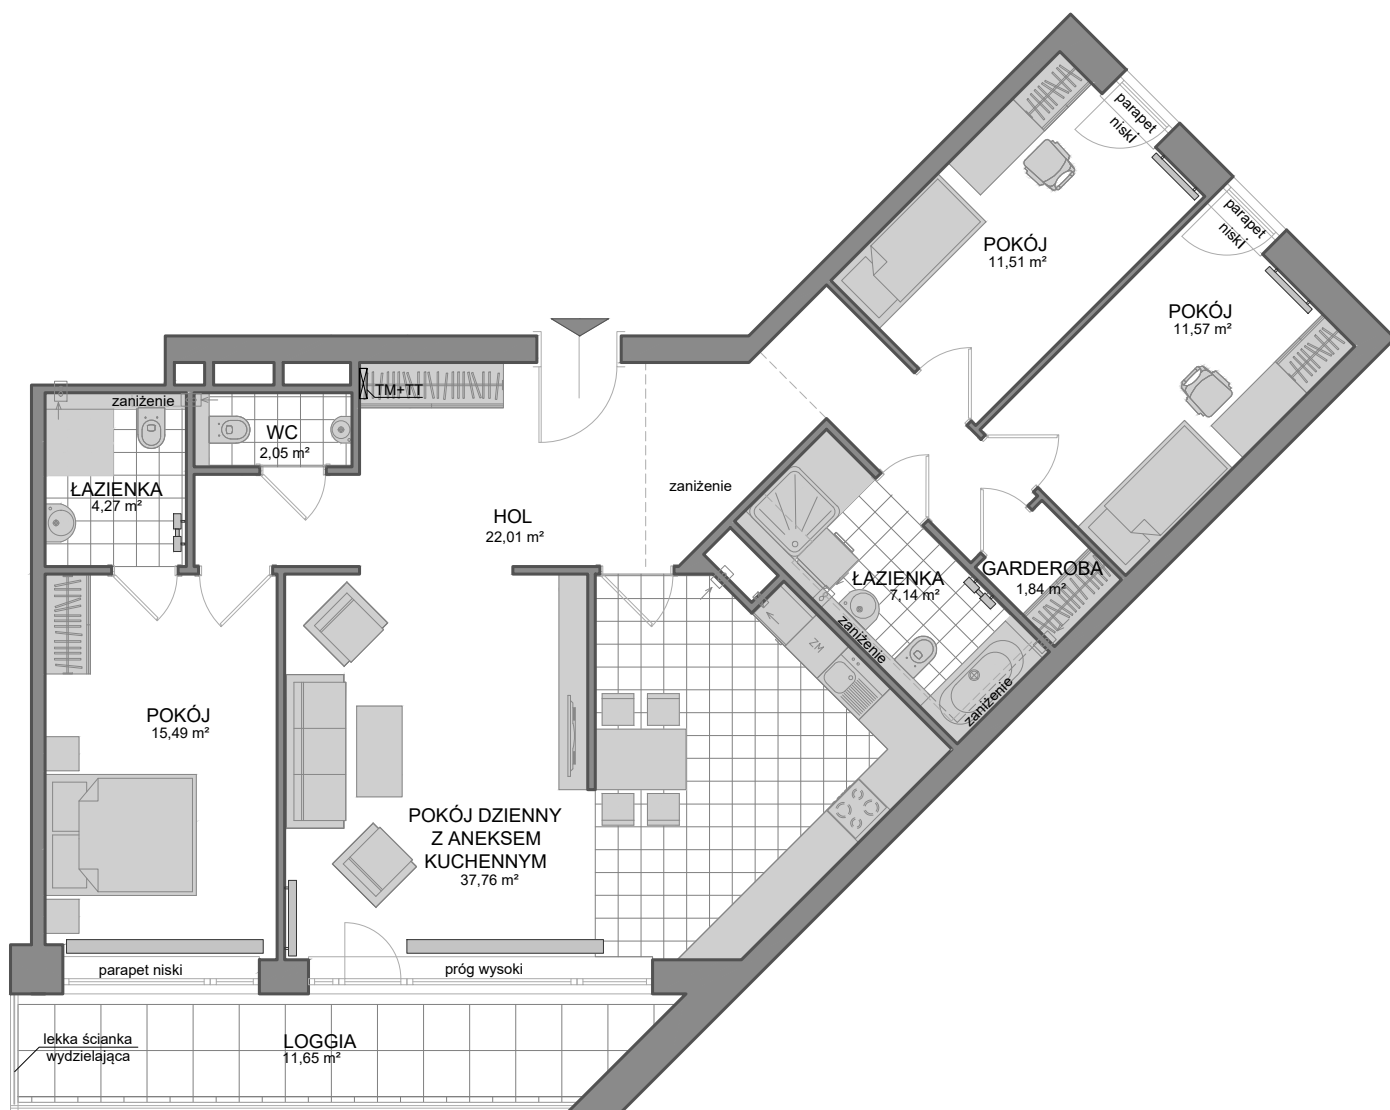 parapet
niski
parapet
niski
POKÓJ
11,51 m²
POKÓJ
11,57 m²
TM+TT
zaniżenie
WC
2,05 m²
ŁAZIENKA
4,27 m²
zaniżenie
HOL
22,01 m²
ŁAZIENKA
7,14 m²
GARDEROBA
1,84 m²
zaniżenie
ZM
zaniżenie
POKÓJ
15,49 m²
POKÓJ DZIENNY
Z ANEKSEM
KUCHENNYM
37,76 m²
parapet niski
próg wysoki
lekka ścianka
wydzielająca
LOGGIA
11,65 m²